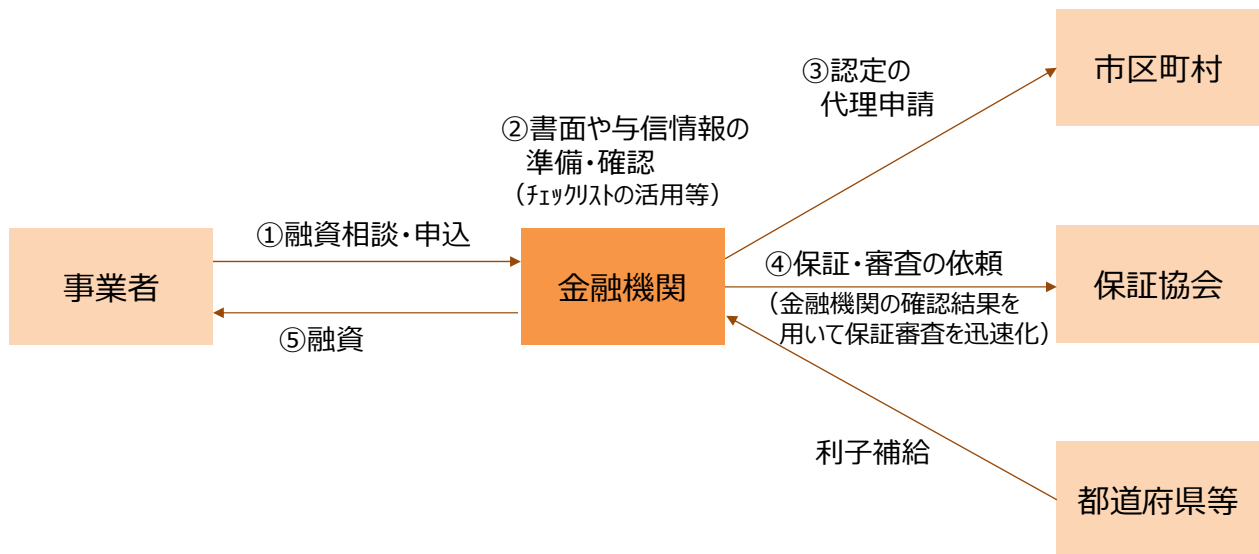 市区町村
③認定の
代理申請
②書面や与信情報の
準備・確認
（ﾁｪｯｸﾘｽﾄの活用等）
①融資相談・申込
事業者
金融機関
④保証・審査の依頼
（金融機関の確認結果を
用いて保証審査を迅速化）
保証協会
⑤融資
利子補給
都道府県等